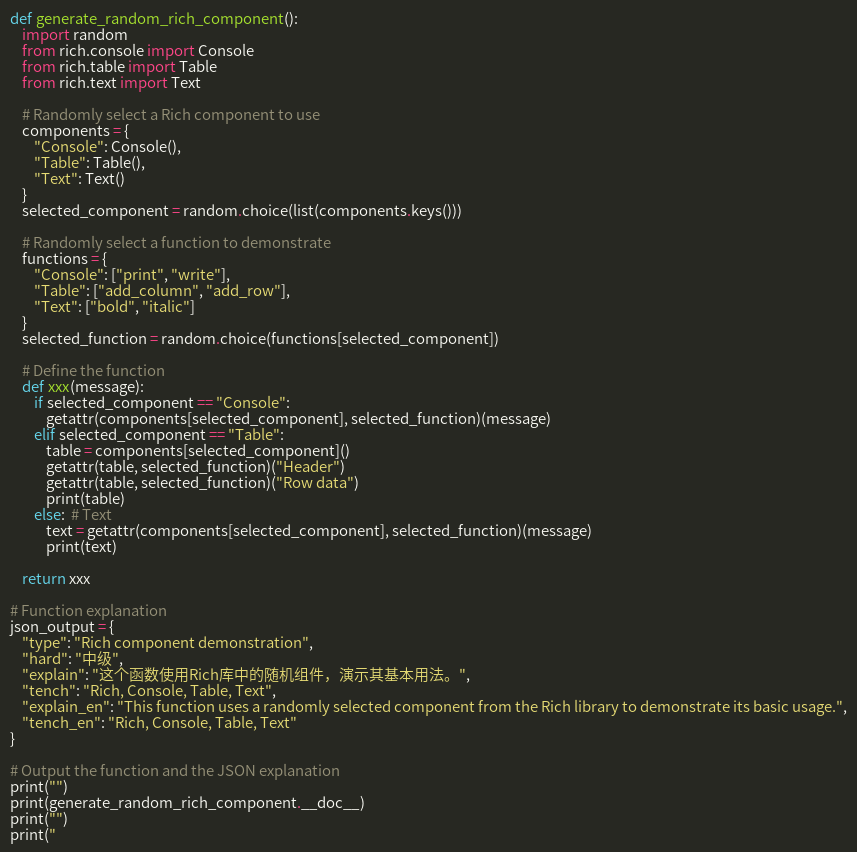 def generate_random_rich_component():
    import random
    from rich.console import Console
    from rich.table import Table
    from rich.text import Text

    # Randomly select a Rich component to use
    components = {
        "Console": Console(),
        "Table": Table(),
        "Text": Text()
    }
    selected_component = random.choice(list(components.keys()))

    # Randomly select a function to demonstrate
    functions = {
        "Console": ["print", "write"],
        "Table": ["add_column", "add_row"],
        "Text": ["bold", "italic"]
    }
    selected_function = random.choice(functions[selected_component])

    # Define the function
    def xxx(message):
        if selected_component == "Console":
            getattr(components[selected_component], selected_function)(message)
        elif selected_component == "Table":
            table = components[selected_component]()
            getattr(table, selected_function)("Header")
            getattr(table, selected_function)("Row data")
            print(table)
        else:  # Text
            text = getattr(components[selected_component], selected_function)(message)
            print(text)

    return xxx

# Function explanation
json_output = {
    "type": "Rich component demonstration",
    "hard": "中级",
    "explain": "这个函数使用Rich库中的随机组件，演示其基本用法。",
    "tench": "Rich, Console, Table, Text",
    "explain_en": "This function uses a randomly selected component from the Rich library to demonstrate its basic usage.",
    "tench_en": "Rich, Console, Table, Text"
}

# Output the function and the JSON explanation
print("")
print(generate_random_rich_component.__doc__)
print("")
print("